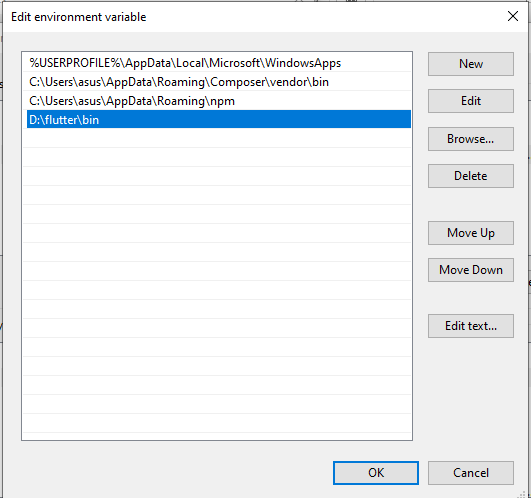 Edit environment variable
%USERPROFILE%\AppData\Local\Microsoft\WindowsApps
C:\Users\asus\AppData\Roaming\Composer\vendor\bin
C:\Users\asus\AppData\Roaming\npm
D:\flutter\bin
New
Edit
Browse...
Delete
Move Up
Move Down
Edit text...
OK
Cancel